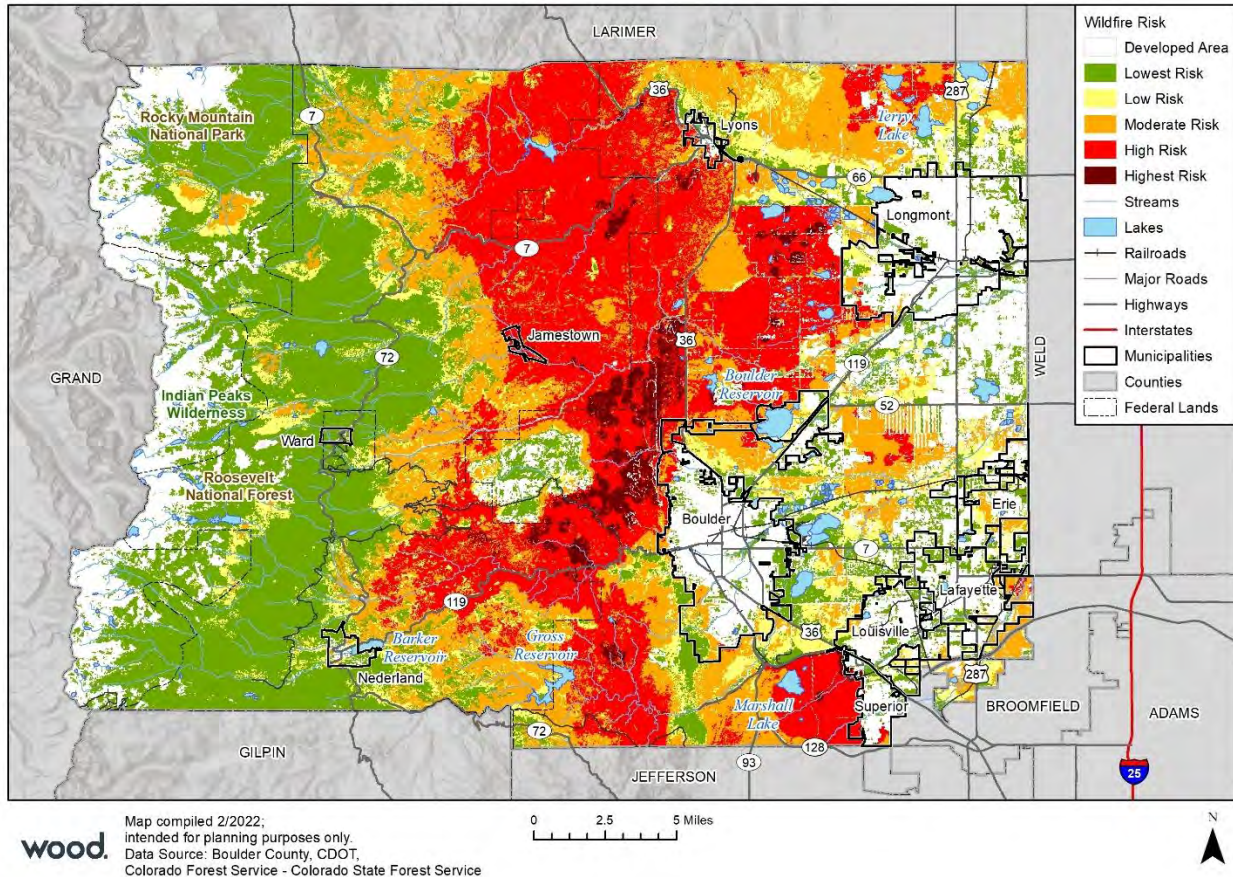 LARIMER
Wildfire Risk
Developed Area
Lowest Risk
Low Risk
Moderate Risk
High Risk
Highest Risk
Streams
Lakes
Railroads
Major Roads
Highways
Interstates
Municipalities
Counties
Federal Lands
Rocky Mountain
National Park
7
36
Lyons
287
Terry
Lake
66
Longmont
7
Jamestown
36
72
GRAND
WELD
119
Boulder
Reservoir
52
Indian Peaks
Wilderness
Ward
Roosevelt
National Forest
Boulder
Erie
7
119
Lafayette
36
Louisville
Barker
Reservoir
Gross
Reservoir
Nederland
287
Marshall
Lake
Superior
BROOMFIELD
ADAMS
72
128
GILPIN
JEFFERSON
93
25
wood.
Map compiled 2/2022;
intended for planning purposes only.
Data Source: Boulder County, CDOT,
Colorado Forest Service - Colorado State Forest Service
0 2.5 5 Miles
N